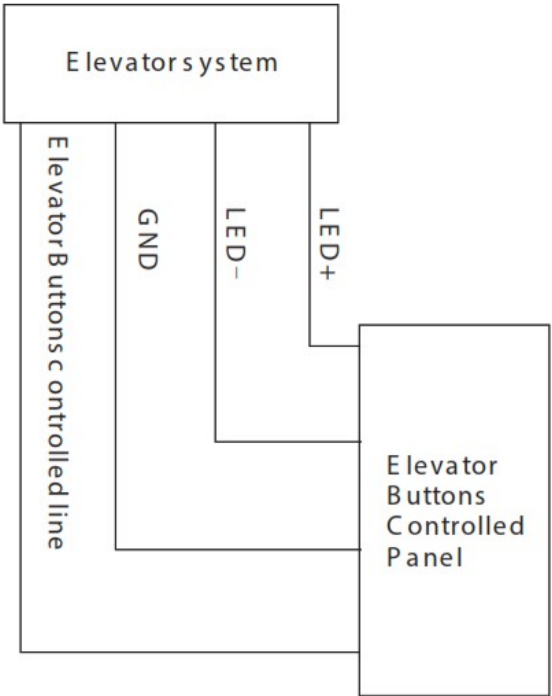 Elevator system
Elevator Buttons controlled line
GND
LED-
LED+
Elevator
Buttons
Controlled
Panel